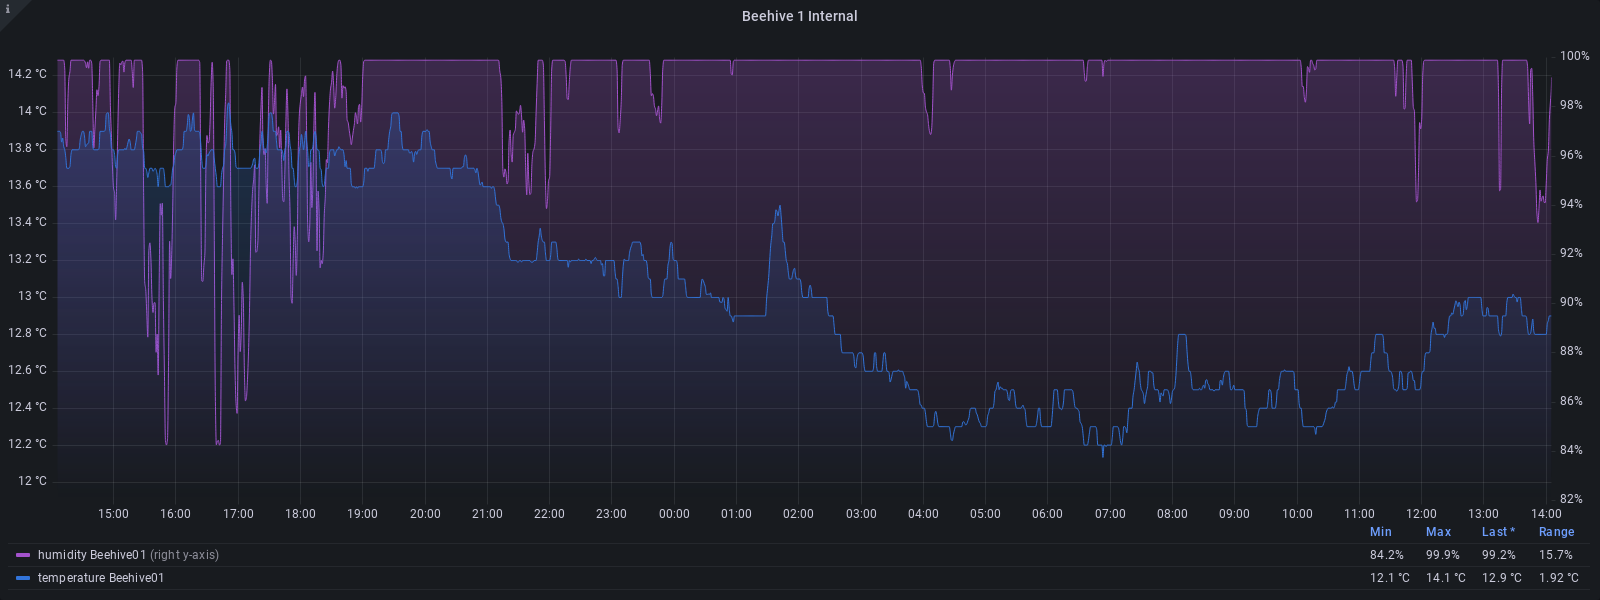 i
Beehive 1 Internal
14.2 °C
14 °C
13.8 °C
13.6 °C
13.4 °C
13.2 °C
13 °C
12.8 °C
12.6 °C
12.4 °C
12.2 °C
12 °C
100%
98%
96%
94%
92%
90%
88%
86%
84%
82%
15:00 16:00 17:00 18:00 19:00 20:00 21:00 22:00 23:00 00:00 01:00 02:00 03:00 04:00 05:00 06:00 07:00 08:00 09:00 10:00 11:00 12:00 13:00 14:00
Min Max Last * Range
humidity Beehive01 (right y-axis) 84.2% 99.9% 99.2% 15.7%
temperature Beehive01 12.1 °C 14.1 °C 12.9 °C 1.92 °C